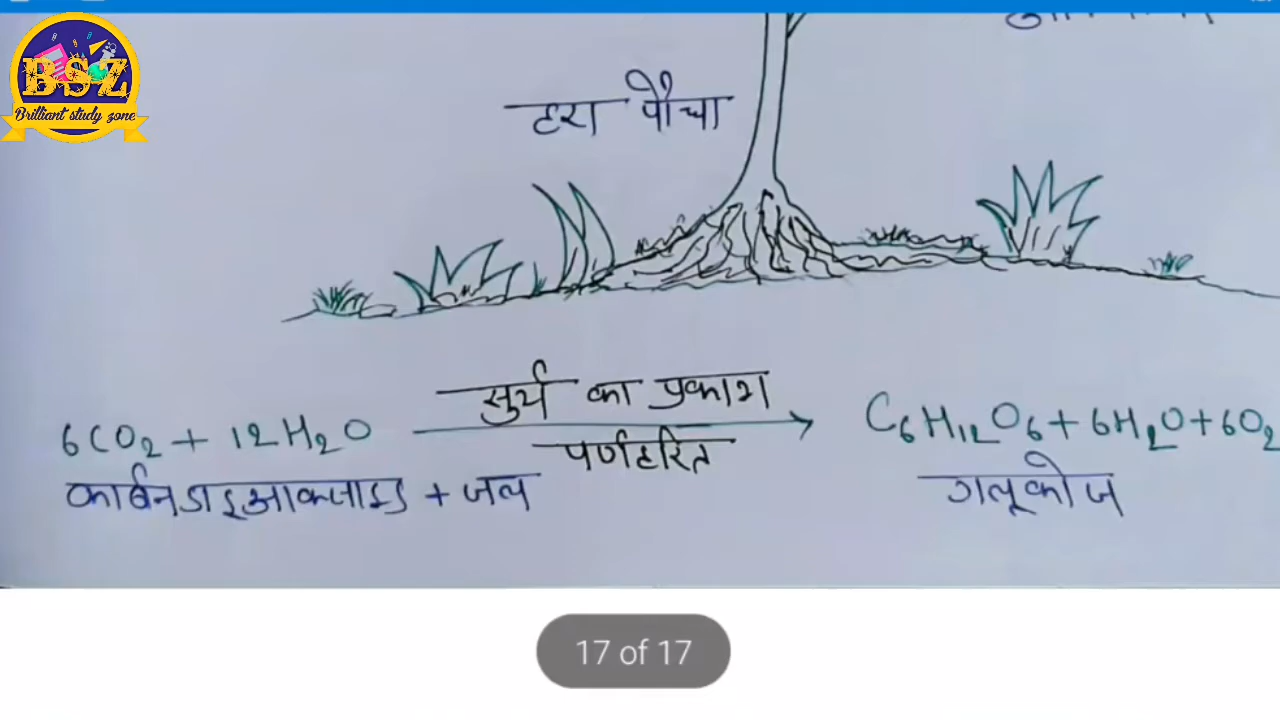 BSZ
Brilliant study zone
हरा पौधा
सुर्य का प्रकाश
6CO₂ + 12H₂O → C₆H₁₂O₆ + 6H₂O + 6O₂
पर्णहरित
कार्बनडाइआक्साइड + जल
गलूकोज
17 of 17